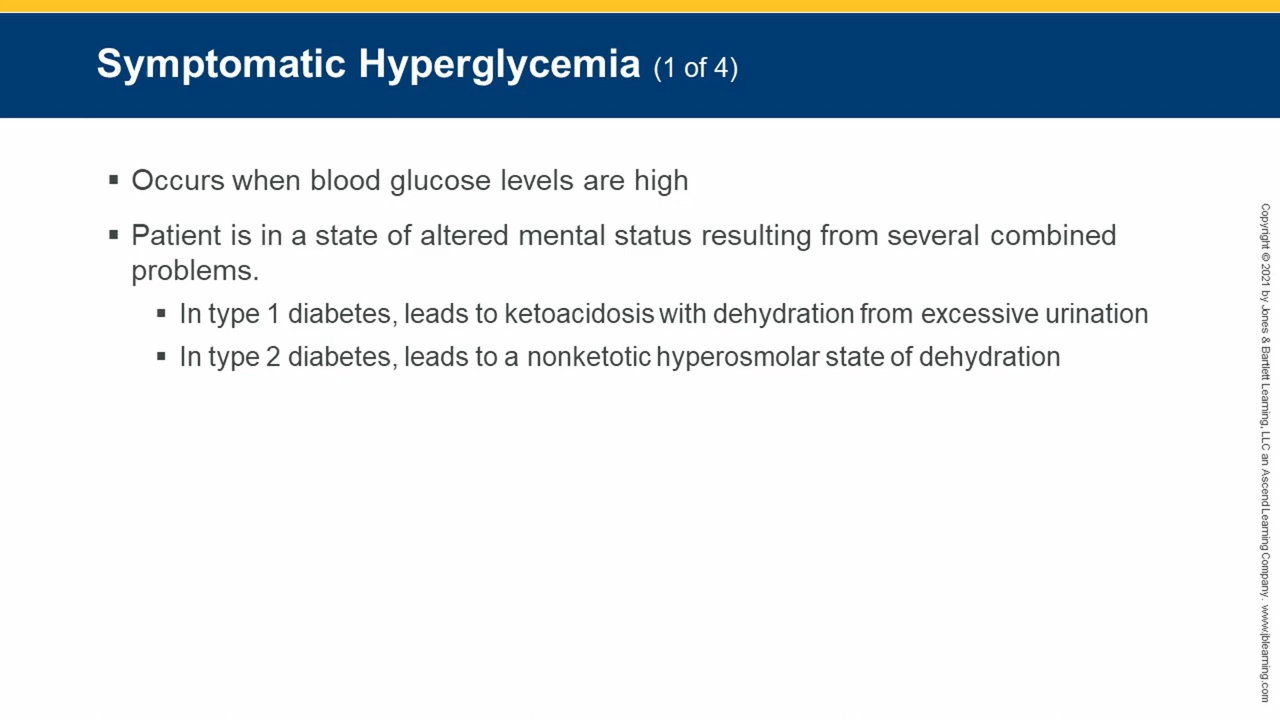 Symptomatic Hyperglycemia (1 of 4)
▪ Occurs when blood glucose levels are high
▪ Patient is in a state of altered mental status resulting from several combined
problems.
▪ In type 1 diabetes, leads to ketoacidosis with dehydration from excessive urination
▪ In type 2 diabetes, leads to a nonketotic hyperosmolar state of dehydration
Copyright © 2021 by Jones & Bartlett Learning, LLC an Ascend Learning Company. www.jblearning.com